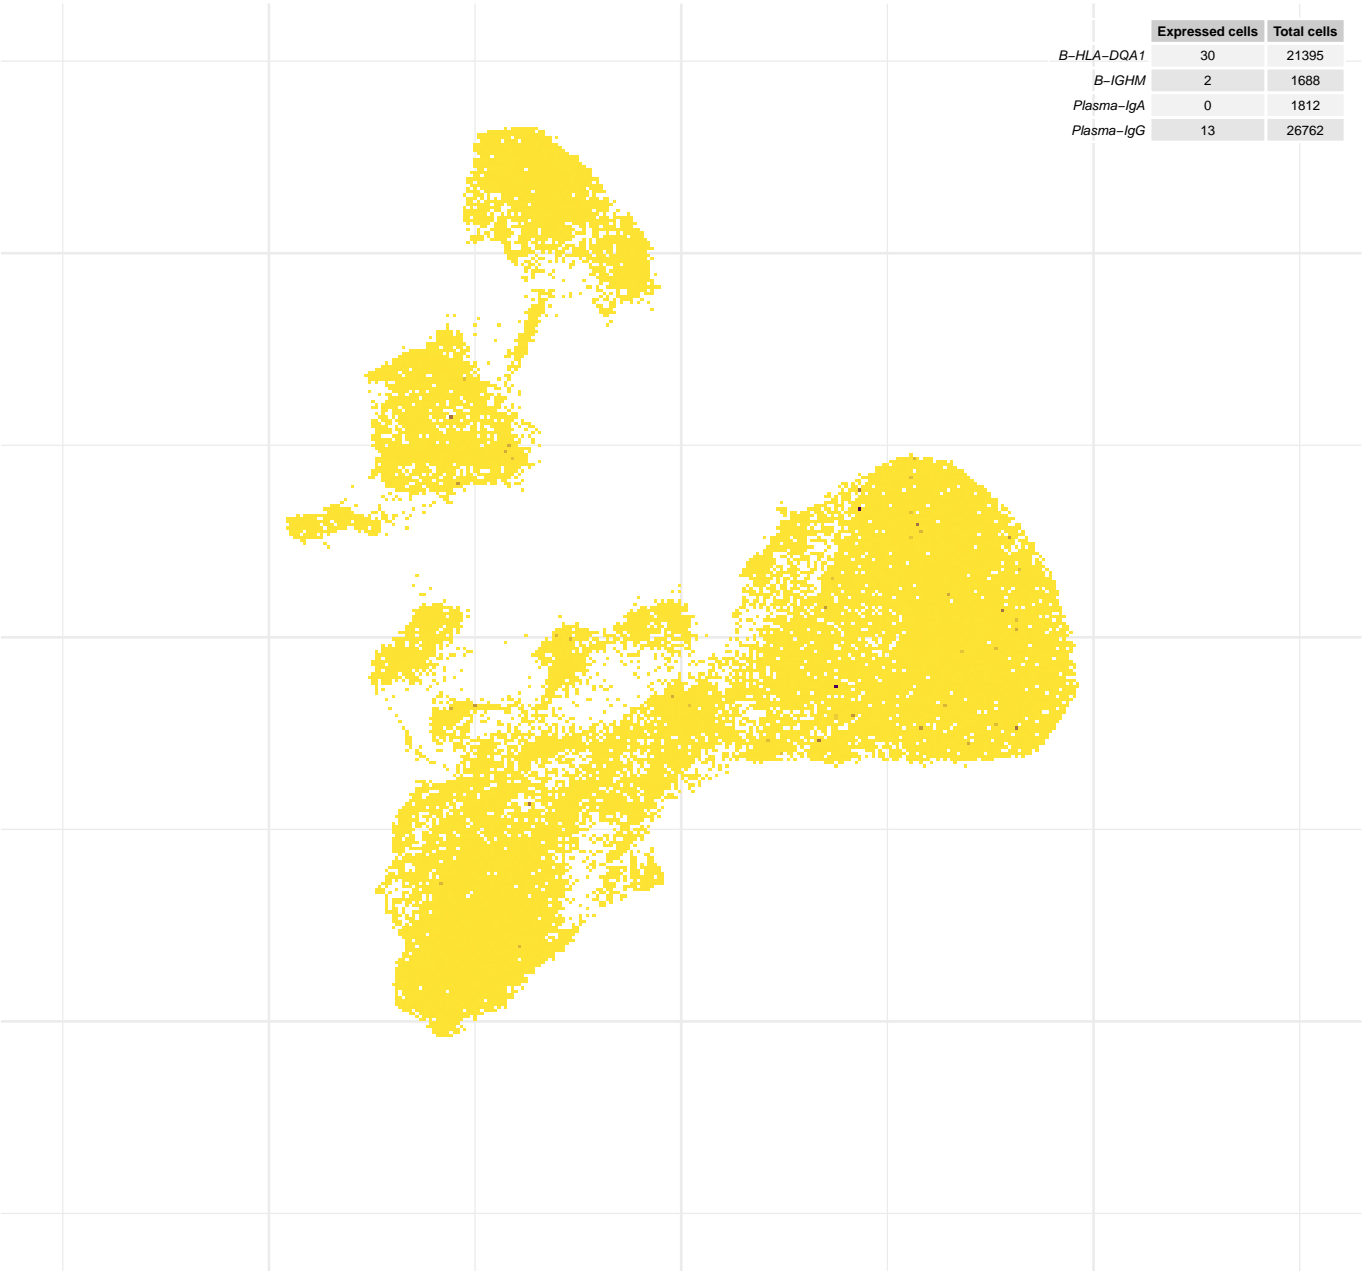 Expressed cells Total cells
B−HLA−DQA1 30 21395
B−IGHM 2 1688
Plasma−IgA 0 1812
Plasma−IgG 13 26762